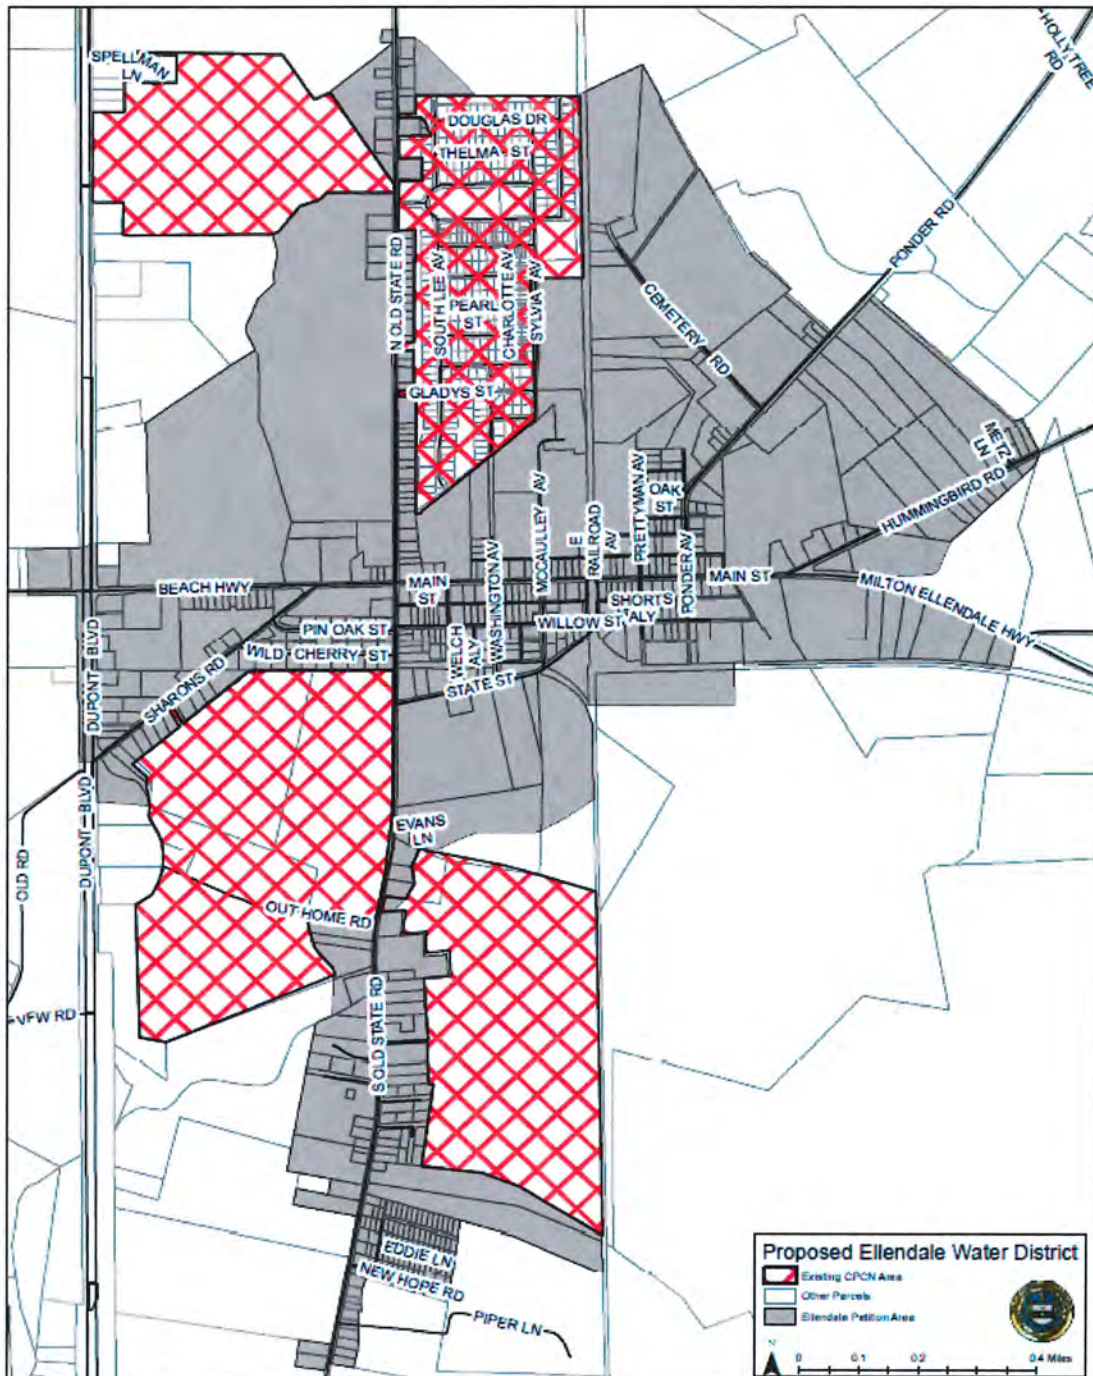 SPELLMAN
LN
HOLLY TREE
RD
DOUGLAS DR
THELMA ST
PONDER RD
N OLD STATE RD
SOUTH LEE AV
CHARLOTTE AV
SYLVIA AV
PEARL
ST
CEMETERY RD
GLADYS ST
METZ
LN
HUMMINGBIRD RD
MCCAULLEY AV
PRETTYMAN AV
OAK
ST
E
RAILROAD
AV
WASHINGTON AV
PONDER AV
BEACH HWY
MAIN
ST
MAIN ST
MILTON ELLENDALE HWY
SHORTS
ALY
WILLOW ST
PIN OAK ST
WILD CHERRY ST
WELCH
ALY
STATE ST
SHARONS RD
DUPONT BLVD
DUPONT BLVD
EVANS
LN
OLD RD
OUT HOME RD
VFW RD
S OLD STATE RD
EDDIE LN
NEW HOPE RD
PIPER LN
Proposed Ellendale Water District
Existing CPCN Area
Other Parcels
Ellendale Petition Area
N
0 0.1 0.2 0.4 Miles